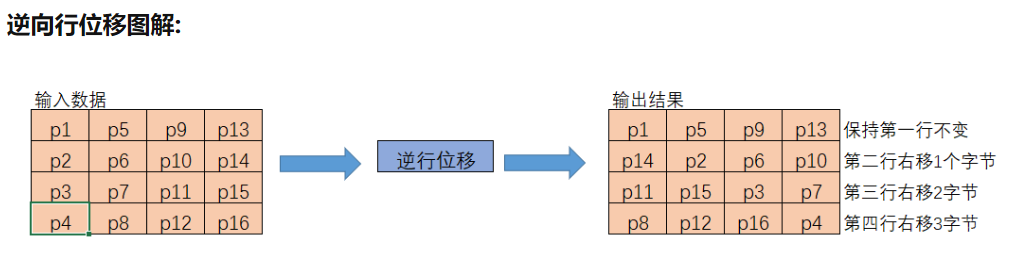 逆向行位移图解:
输入数据
p1 p5 p9 p13
p2 p6 p10 p14
p3 p7 p11 p15
p4 p8 p12 p16
逆行位移
输出结果
p1 p5 p9 p13 保持第一行不变
p14 p2 p6 p10 第二行右移1个字节
p11 p15 p3 p7 第三行右移2字节
p8 p12 p16 p4 第四行右移3字节